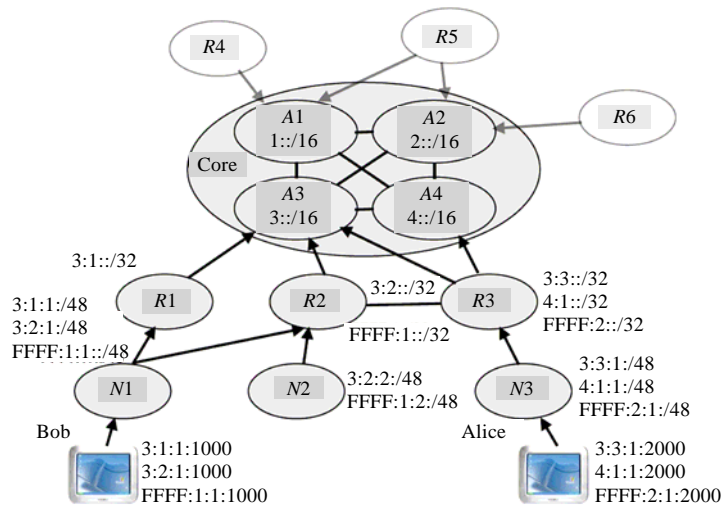 R4
R5
R6
A1
1::/16
A2
2::/16
Core
A3
3::/16
A4
4::/16
3:1::/32
R1
R2
3:2::/32
R3
3:3::/32
4:1::/32
FFFF:2::/32
3:1:1:/48
3:2:1:/48
FFFF:1:1::/48
FFFF:1::/32
N1
N2
3:2:2:/48
FFFF:1:2:/48
N3
3:3:1:/48
4:1:1:/48
FFFF:2:1:/48
Bob
3:1:1:1000
3:2:1:1000
FFFF:1:1:1000
Alice
3:3:1:2000
4:1:1:2000
FFFF:2:1:2000